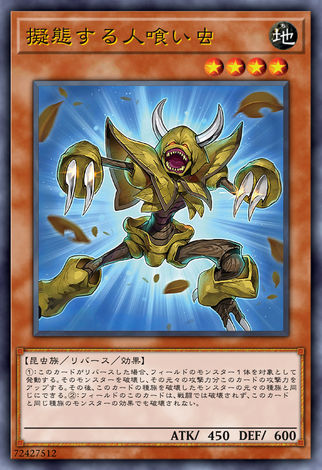 擬態する人喰い虫
地
【昆虫族／リバース／効果】
①：このカードがリバースした場合、フィールドのモンスター１体を対象として
発動する。そのモンスターを破壊し、その元々の攻撃力分このカードの攻撃力を
アップする。その後、このカードの種族を破壊したモンスターの元々の種族と同
じにできる。②：フィールドのこのカードは、戦闘では破壊されず、このカード
と同じ種族のモンスターの効果でも破壊されない。
ATK/ 450 DEF/ 600
72427512